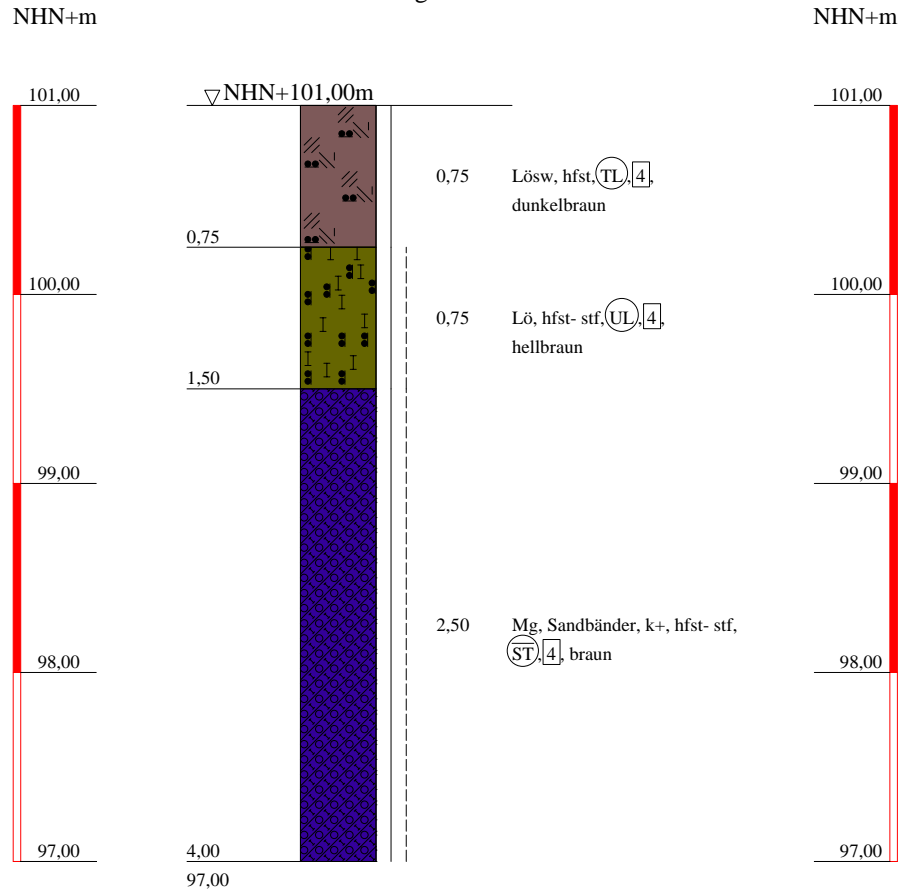 NHN+m
NHN+m
101,00
NHN+101,00m
101,00
0,75
Lösw, hfst, TL, 4,
dunkelbraun
0,75
100,00
100,00
0,75
Lö, hfst- stf, UL, 4,
hellbraun
1,50
99,00
99,00
2,50
Mg, Sandbänder, k+, hfst- stf,
S̅T̅, 4, braun
98,00
98,00
97,00
4,00
97,00
97,00